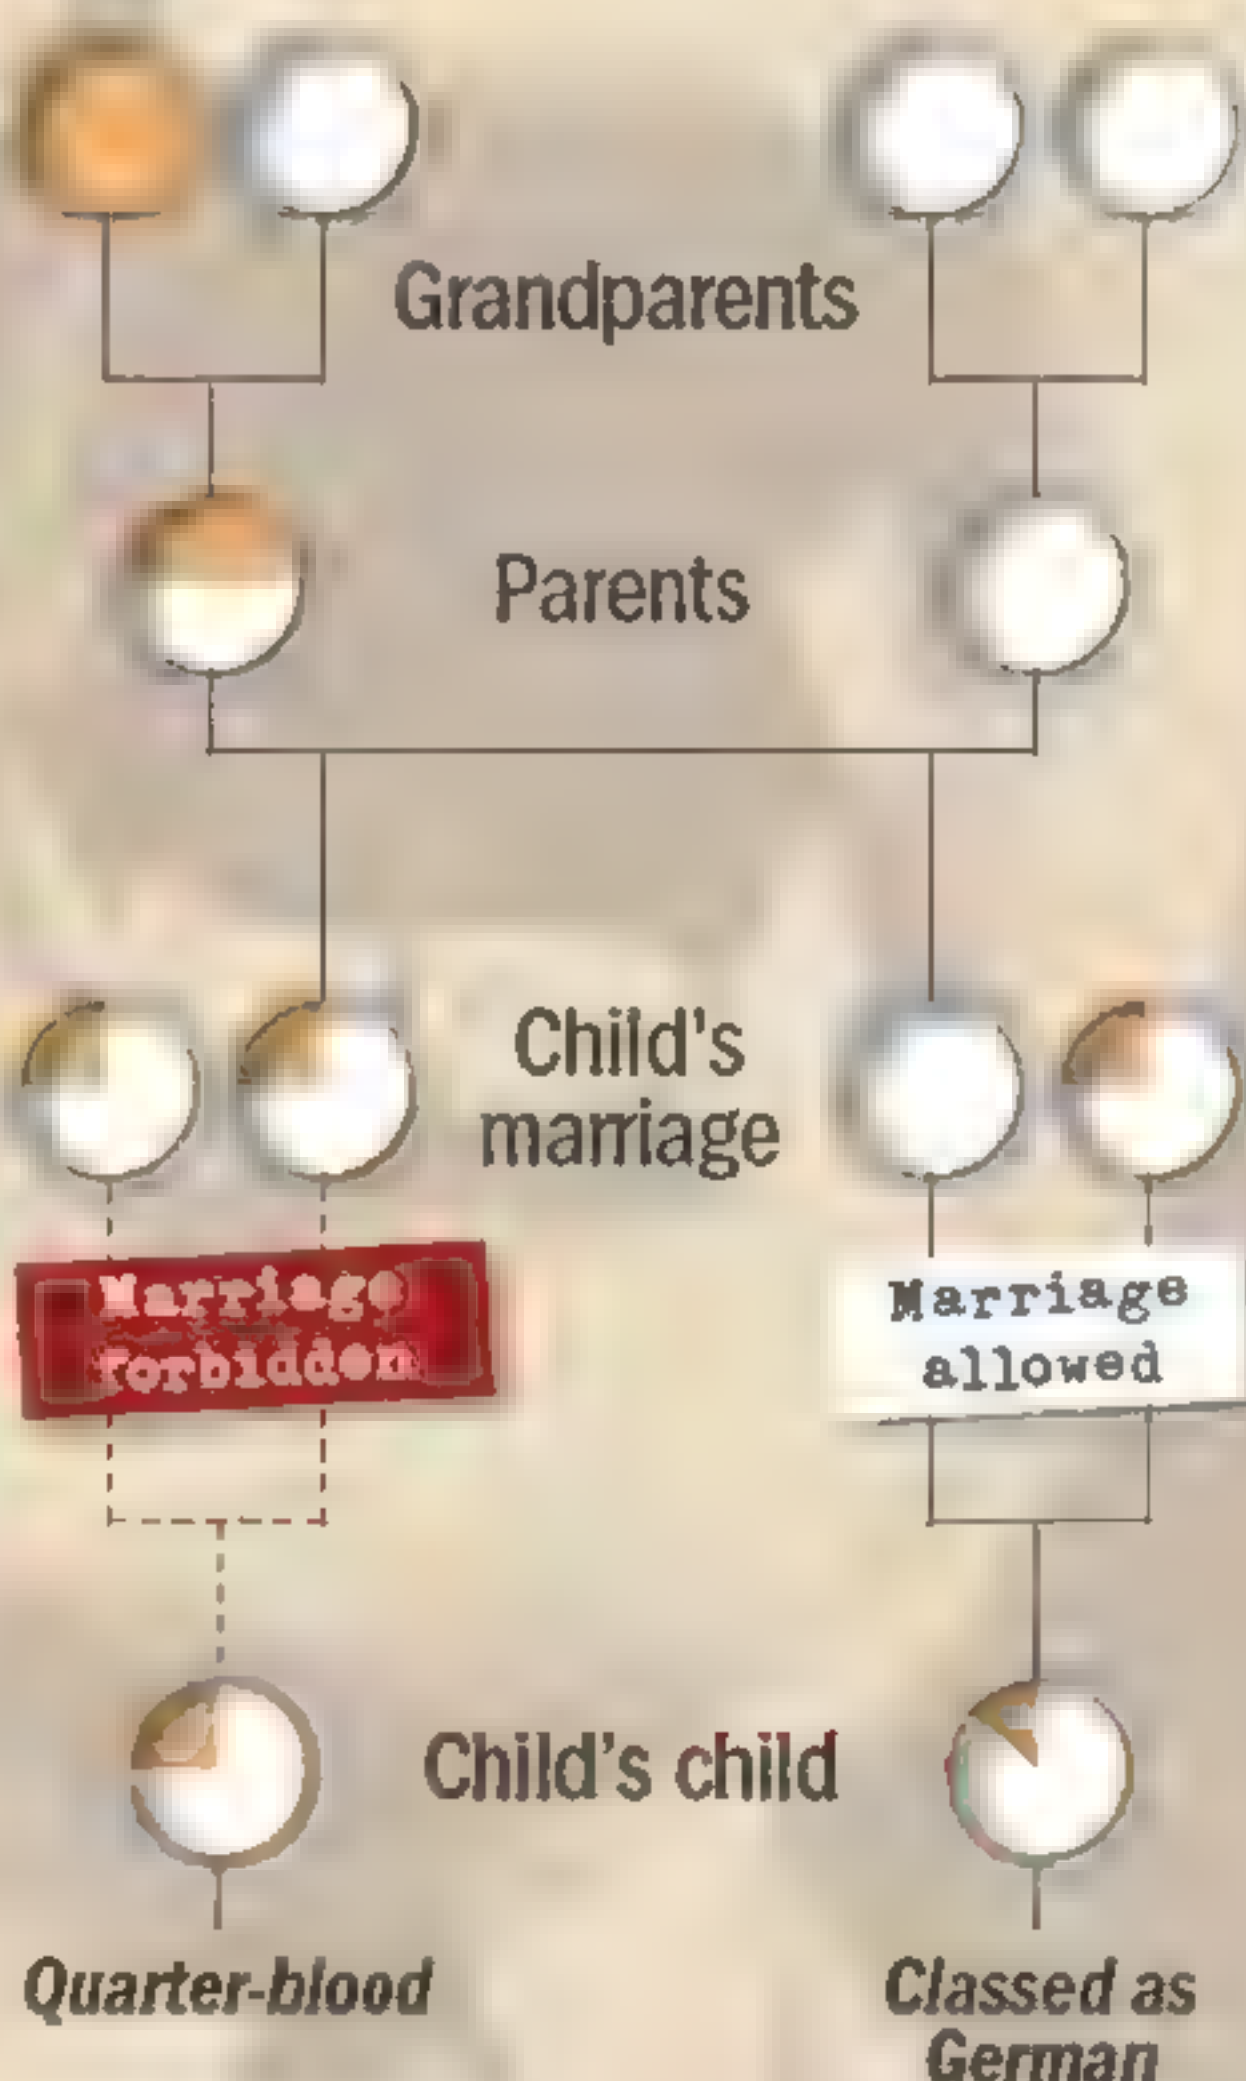 Grandparents
Parents
Child's
marriage
Marriage
forbidden
Marriage
allowed
Child's child
Quarter-blood
Classed as
German